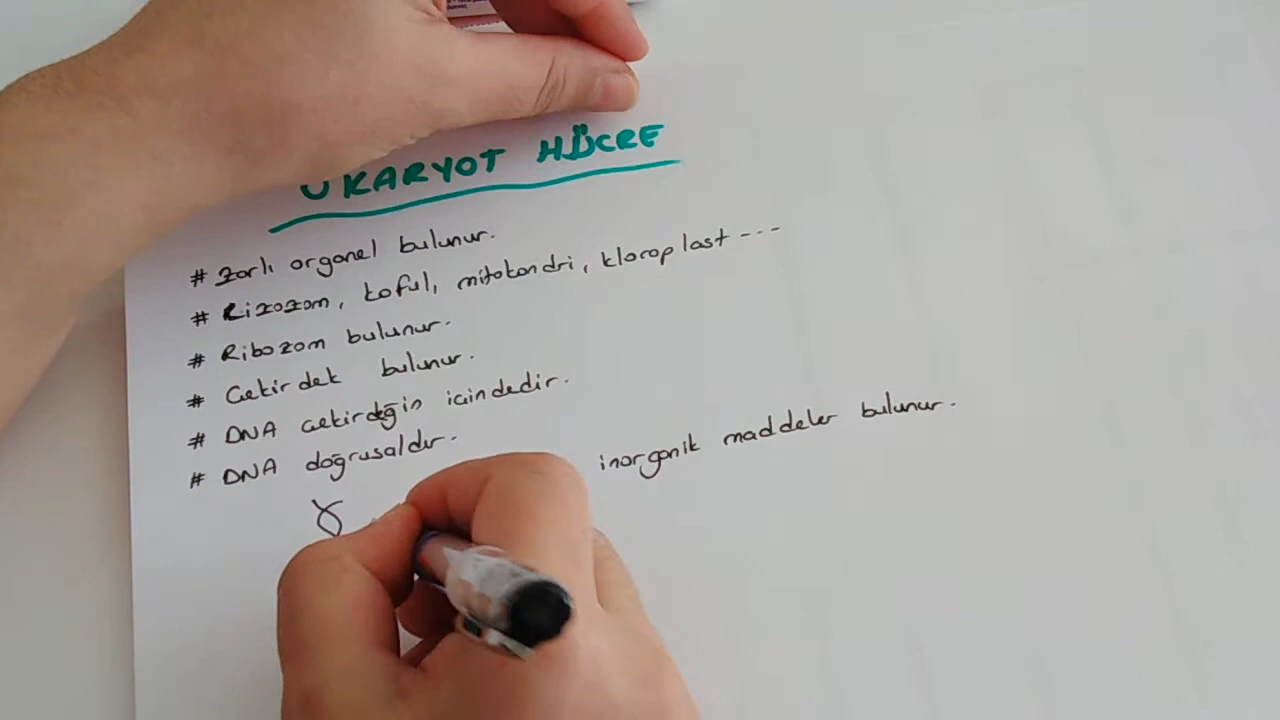 UKARYOT HÜCRE
# Zarlı organel bulunur.
# Lizozom, koful, mitokondri, kloroplast ---
# Ribozom bulunur.
# Çekirdek bulunur.
# DNA çekirdeğin içindedir.
# DNA doğrusaldır.
inorganik maddeler bulunur.